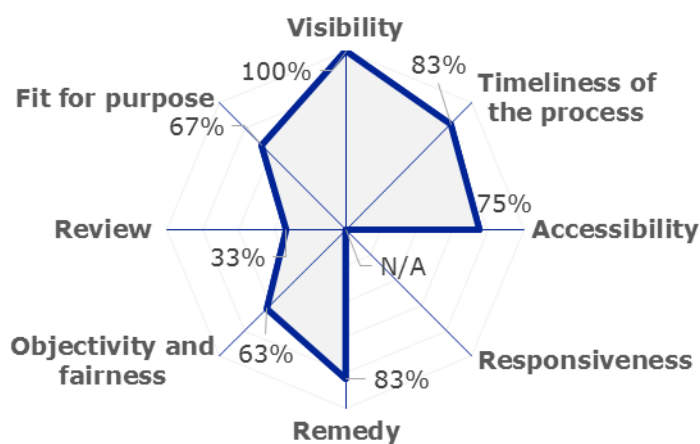 Visibility
100%
83%
Timeliness of
the process
Fit for purpose
67%
75%
Review
Accessibility
33%
N/A
Objectivity and
fairness
63%
Responsiveness
83%
Remedy